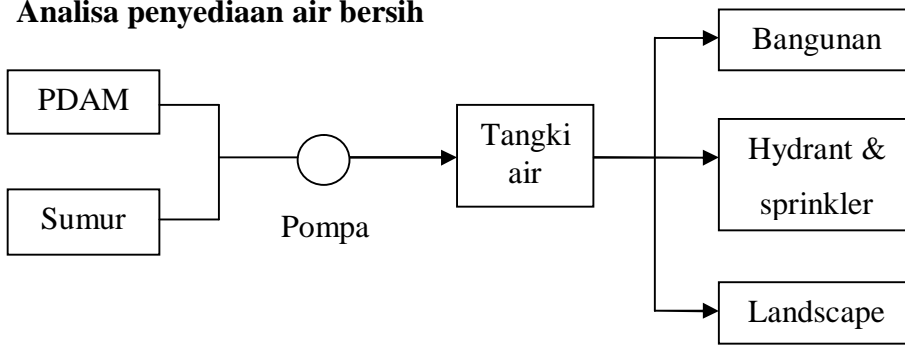 Analisa penyediaan air bersih
PDAM
Sumur
Pompa
Tangki
air
Bangunan
Hydrant &
sprinkler
Landscape